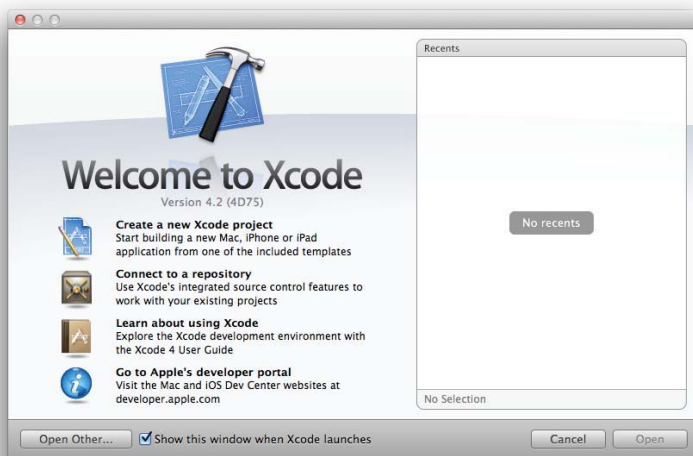 Welcome to Xcode
Version 4.2 (4D75)
Create a new Xcode project
Start building a new Mac, iPhone or iPad
application from one of the included templates
Connect to a repository
Use Xcode's integrated source control features to
work with your existing projects
Learn about using Xcode
Explore the Xcode development environment with
the Xcode 4 User Guide
Go to Apple's developer portal
Visit the Mac and iOS Dev Center websites at
developer.apple.com
Recents
No recents
No Selection
Open Other...
Show this window when Xcode launches
Cancel
Open